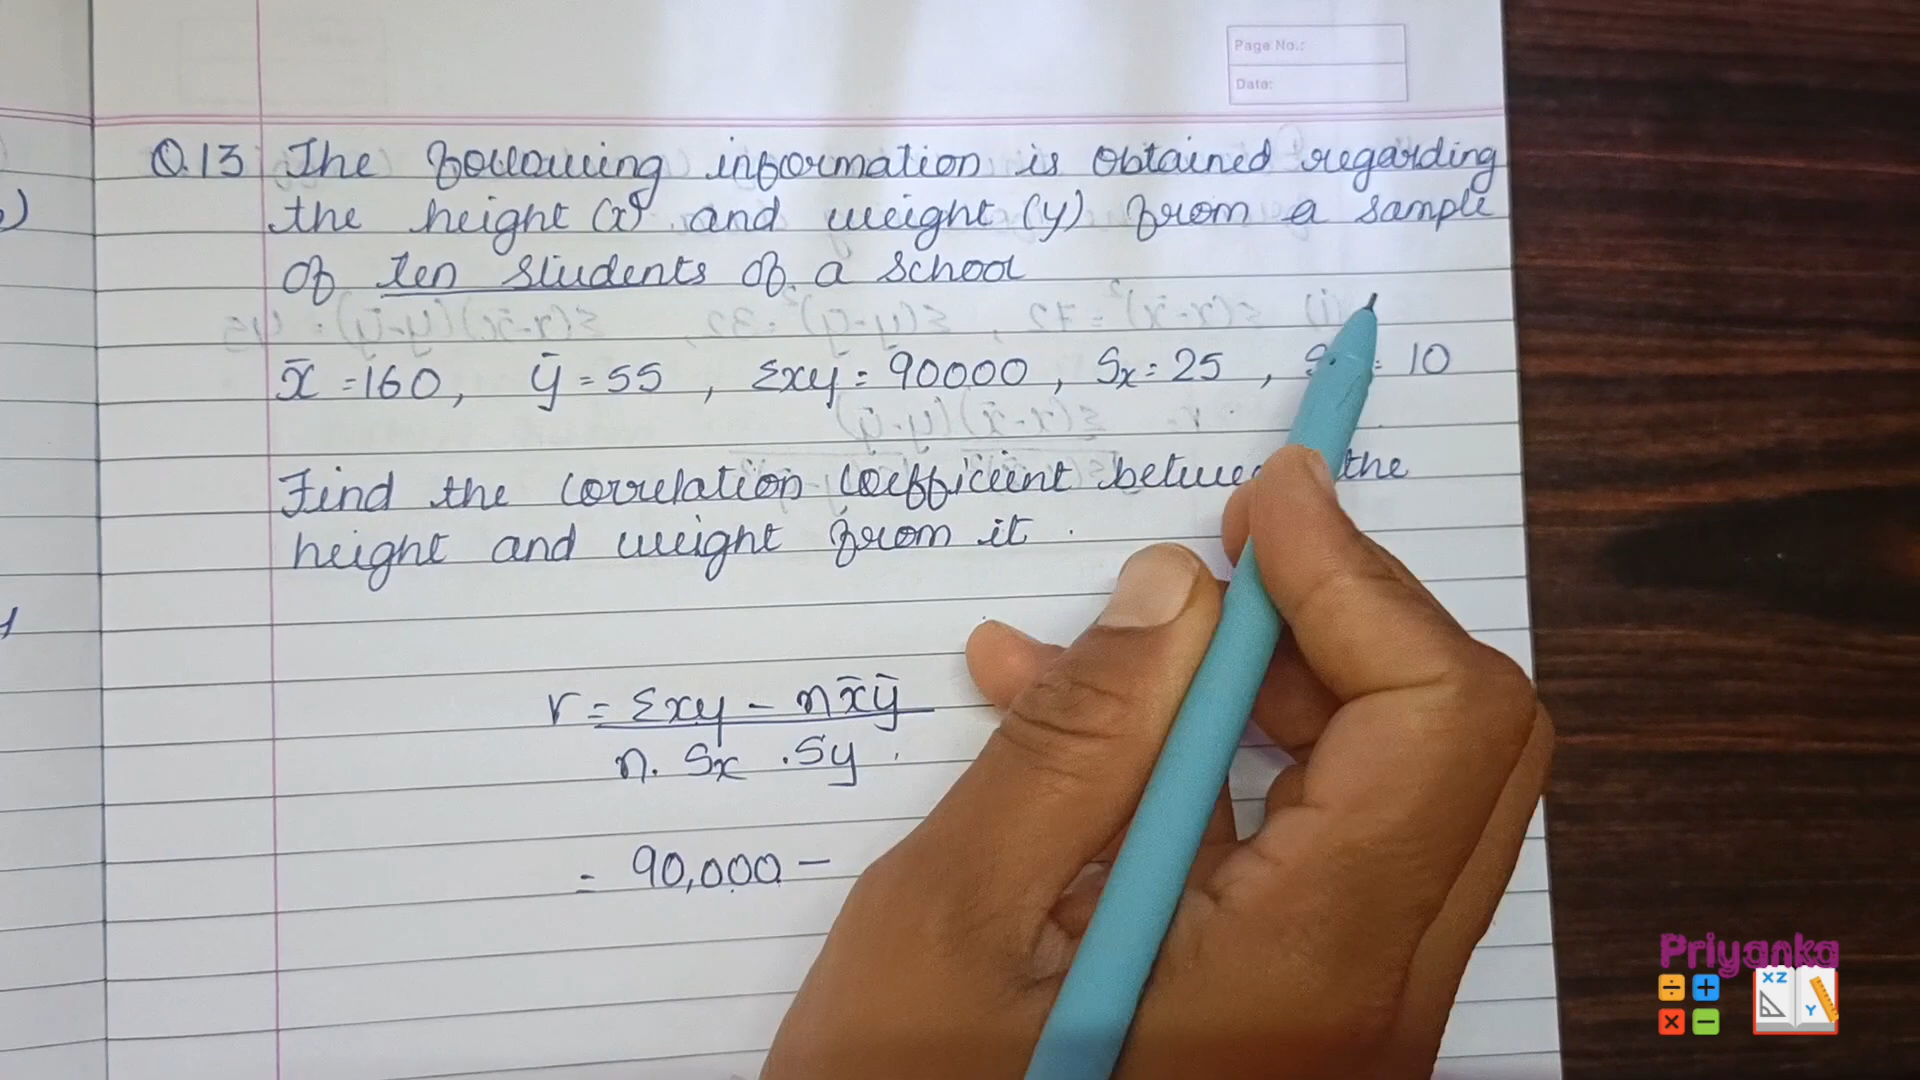 Page No.:
Date:
Q.13 The following information is obtained regarding
the height (x) and weight (y) from a sample
of ten students of a school
x̄ = 160, ȳ = 55, Σxy = 90000, Sx = 25, = 10
Find the correlation coefficient the
height and weight from it.
r = Σxy - n x̄ ȳ
n. Sx . Sy .
= 90,000 -
Priyanka
XZ
Y